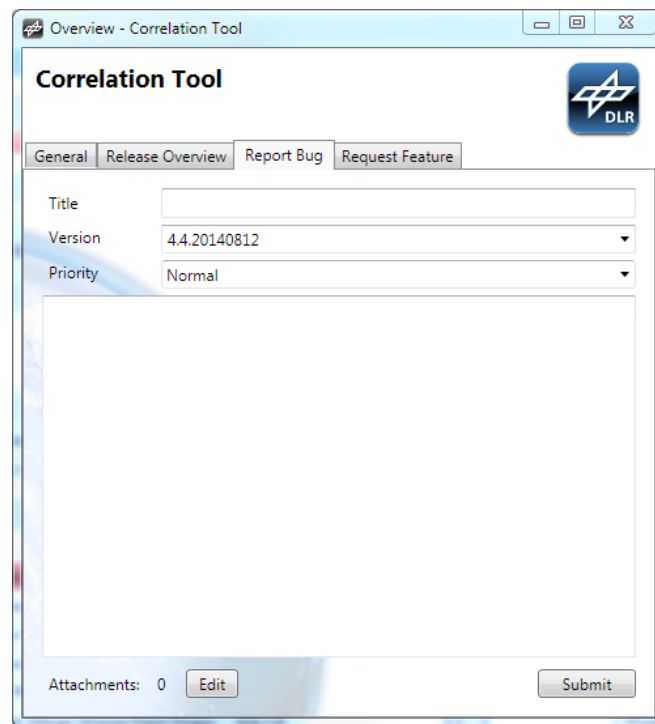 Overview - Correlation Tool
Correlation Tool
DLR
General Release Overview Report Bug Request Feature
Title
Version 4.4.20140812
Priority Normal
Attachments: 0 Edit Submit